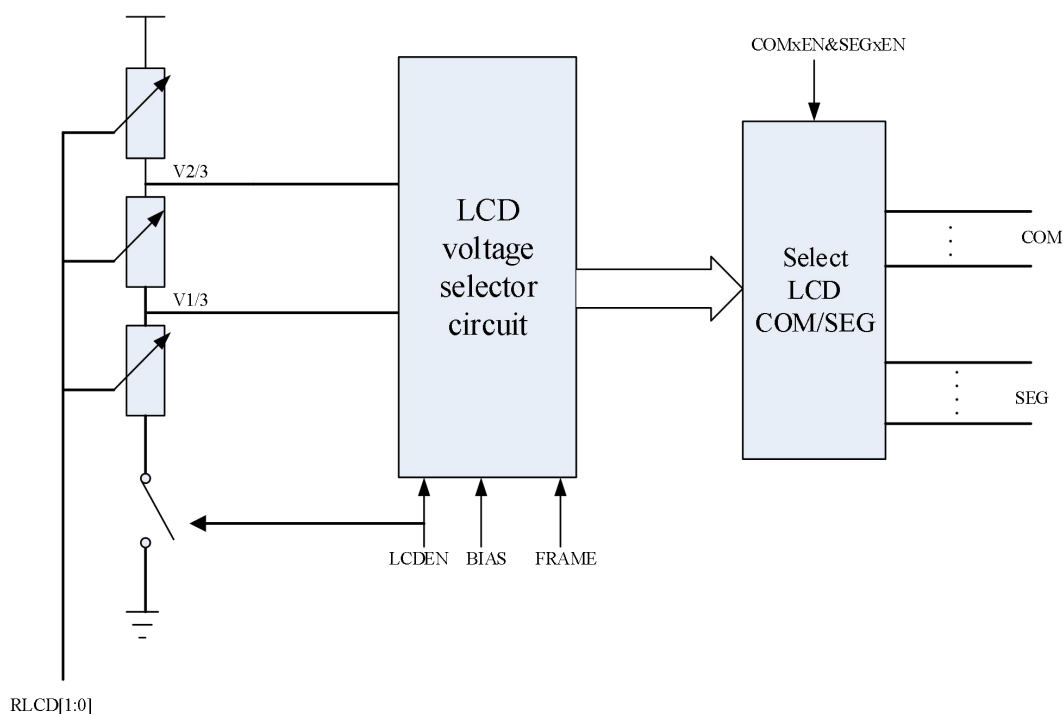 COMxEN&SEGxEN
V2/3
LCD
voltage
selector
circuit
COM
Select
LCD
COM/SEG
V1/3
SEG
LCDEN BIAS FRAME
RLCD[1:0]